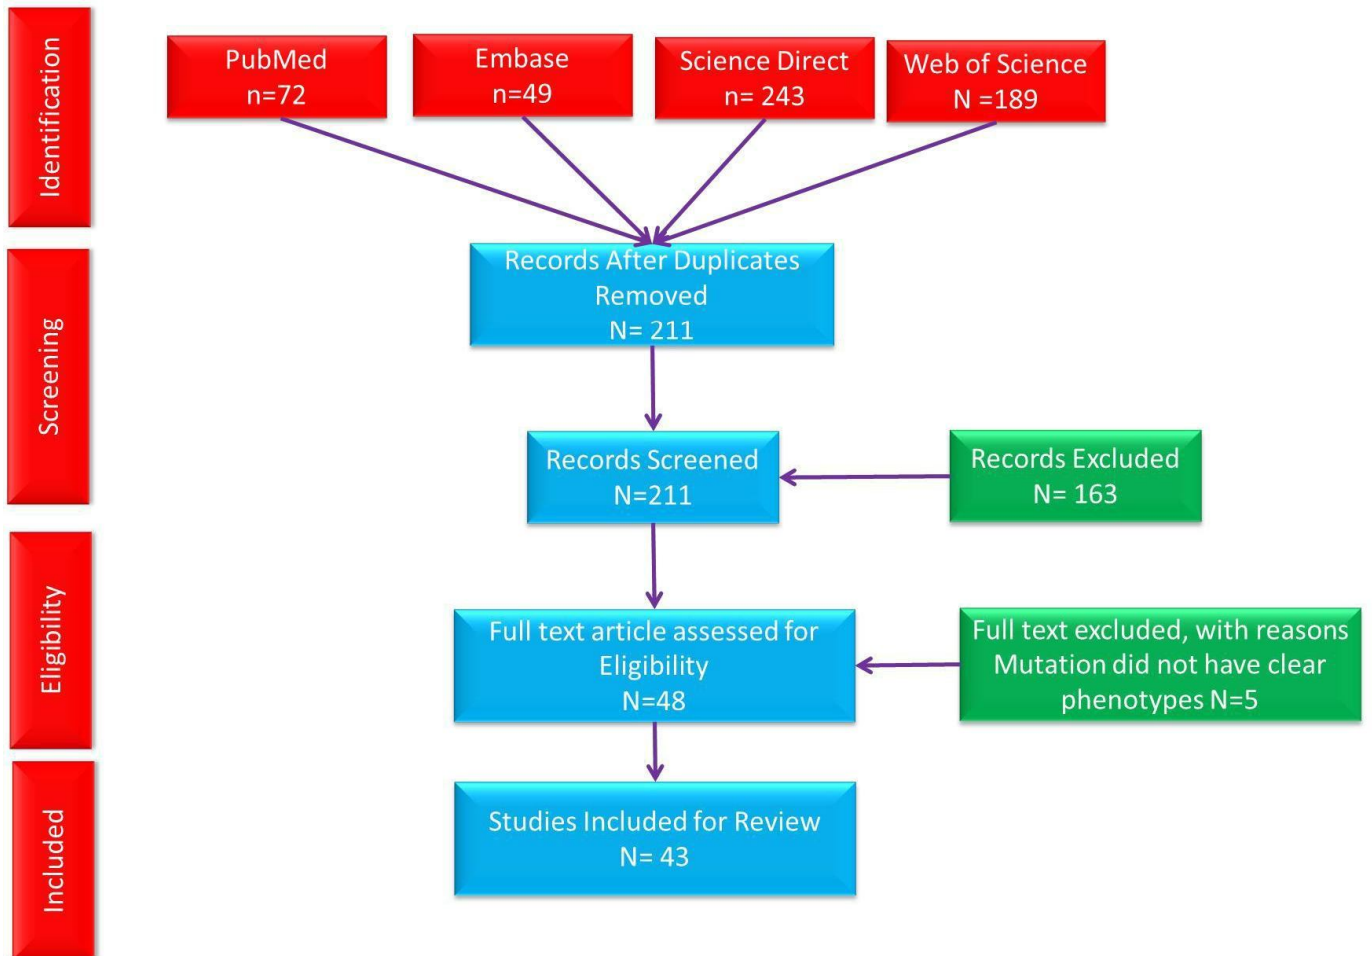 Identification
PubMed
n=72
Embase
n=49
Science Direct
n= 243
Web of Science
N =189
Screening
Records After Duplicates
Removed
N= 211
Records Screened
N=211
Records Excluded
N= 163
Eligibility
Full text article assessed for
Eligibility
N=48
Full text excluded, with reasons
Mutation did not have clear
phenotypes N=5
Included
Studies Included for Review
N= 43